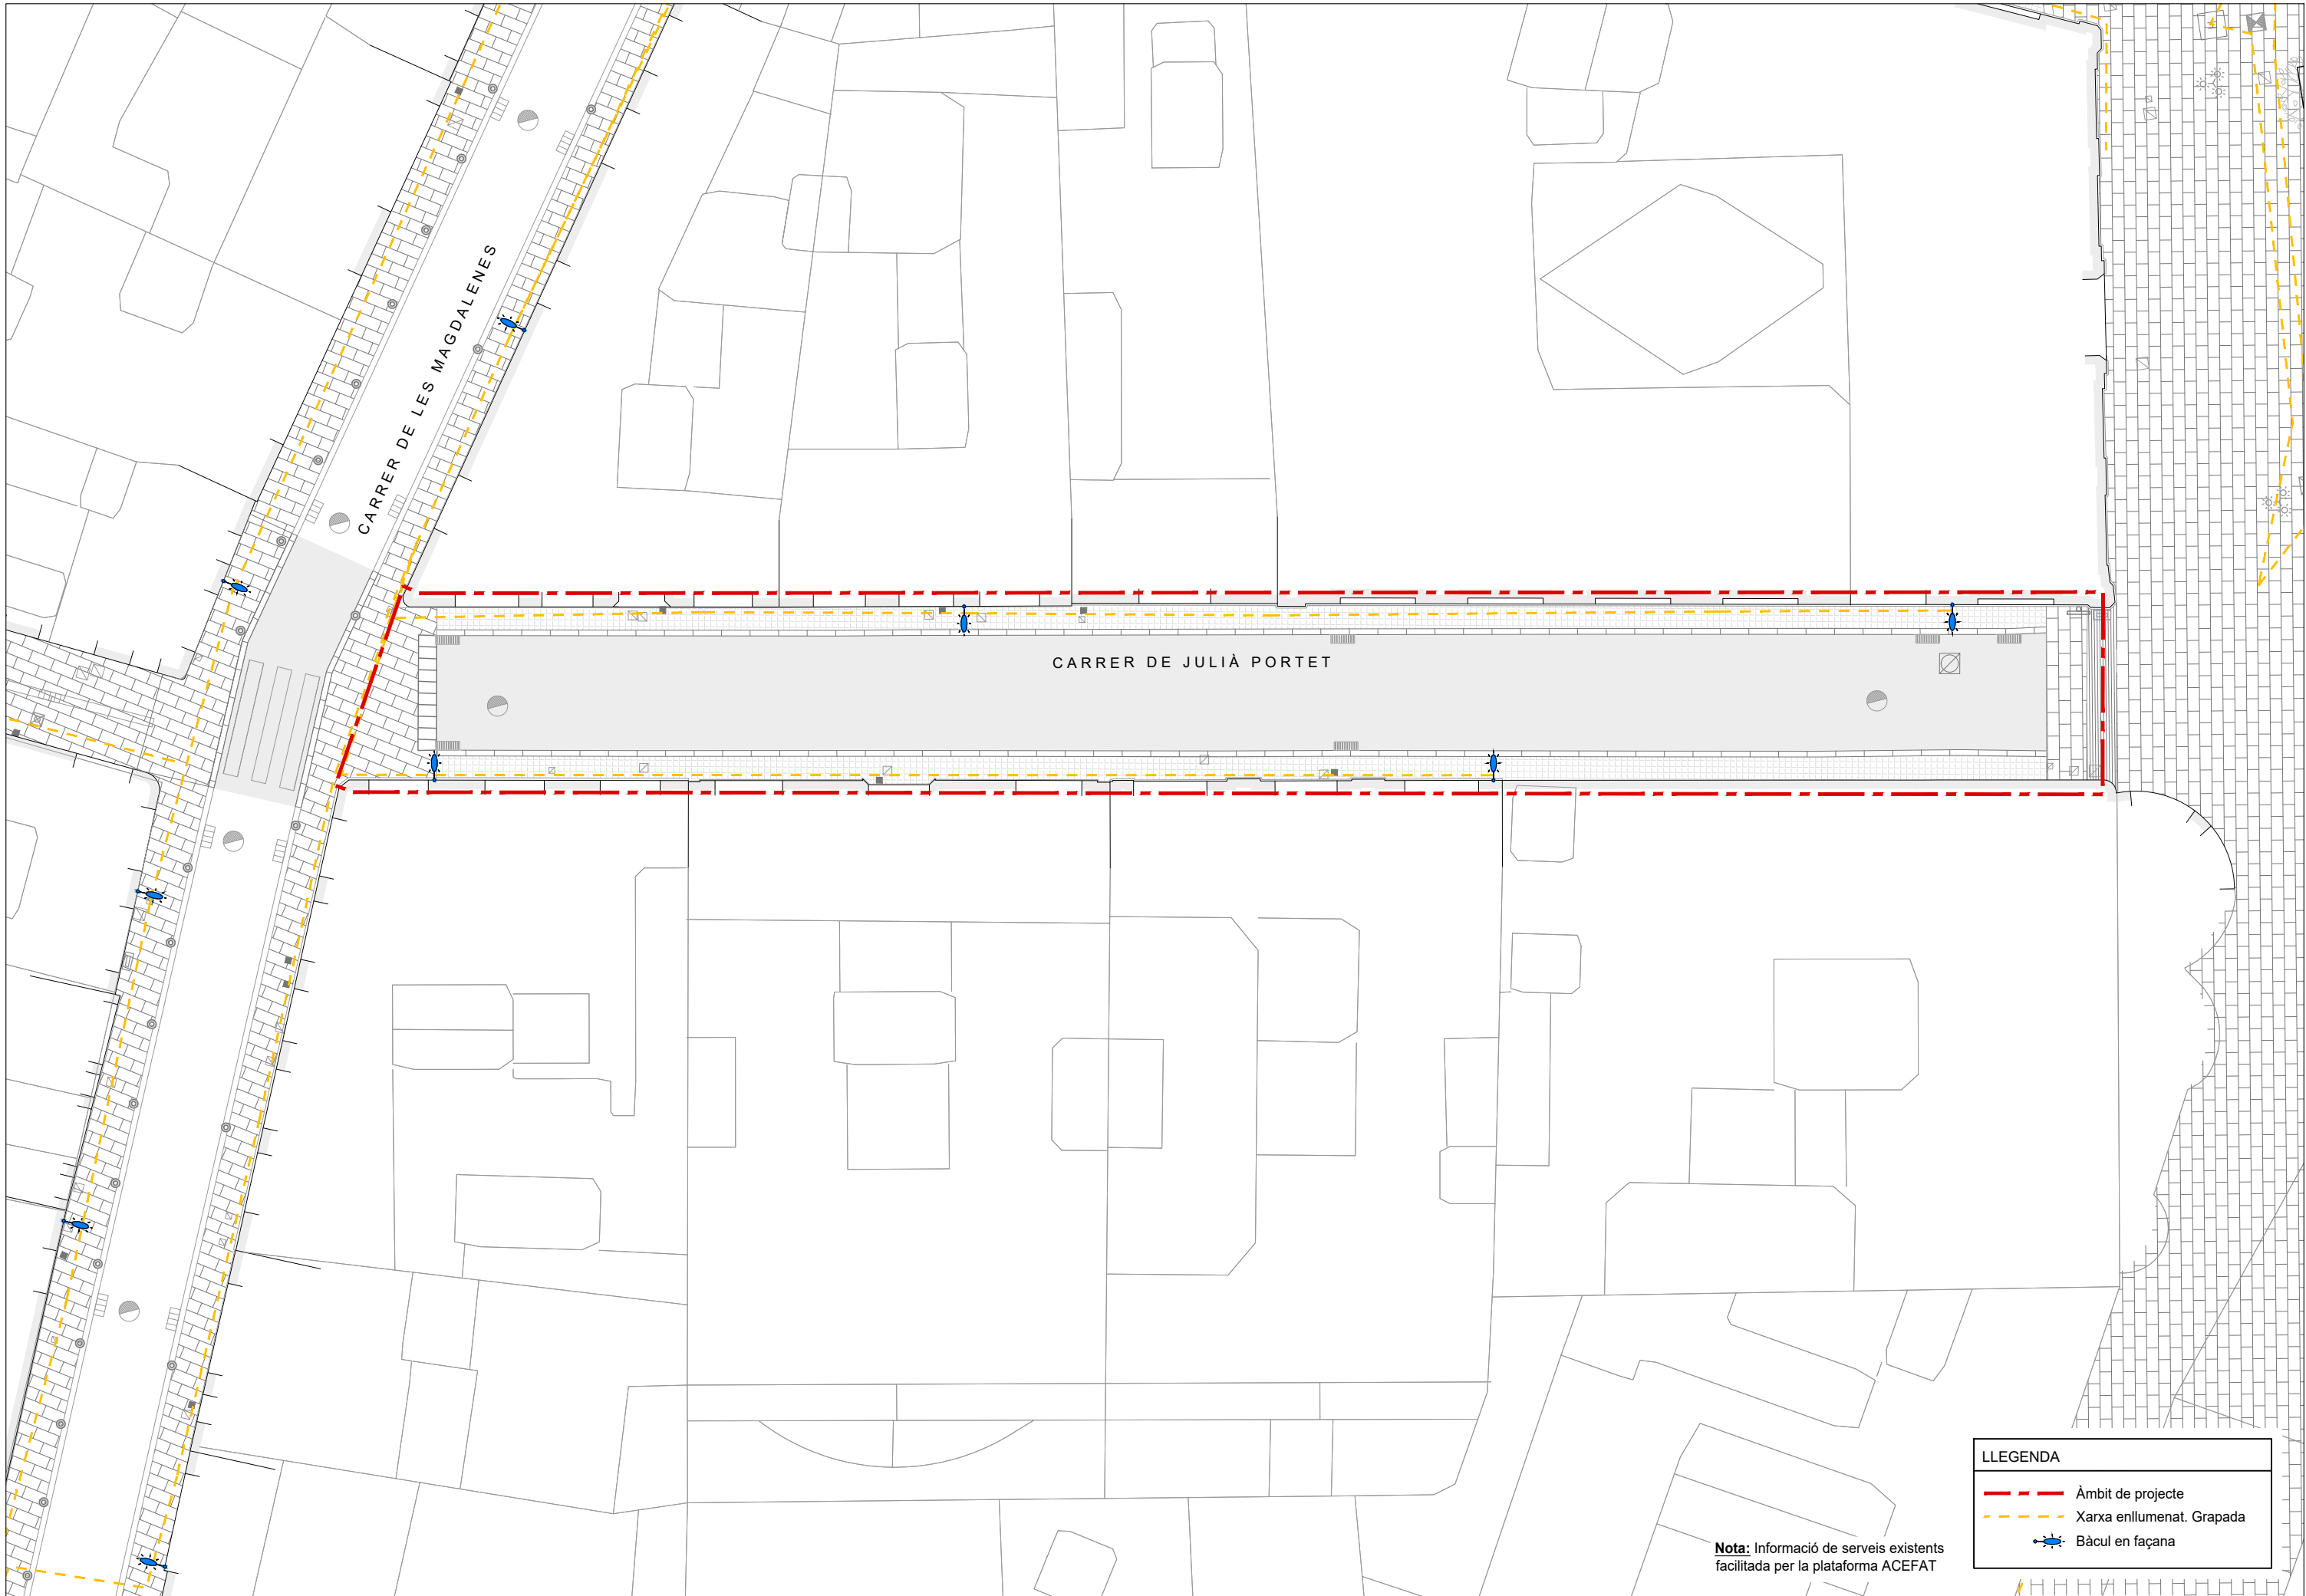 CARRER DE LES MAGDALENES
CARRER DE JULIÀ PORTET
LLEGENDA
Àmbit de projecte
Xarxa enllumenat. Grapada
Bàcul en façana
Nota: Informació de serveis existents
facilitada per la plataforma ACEFAT